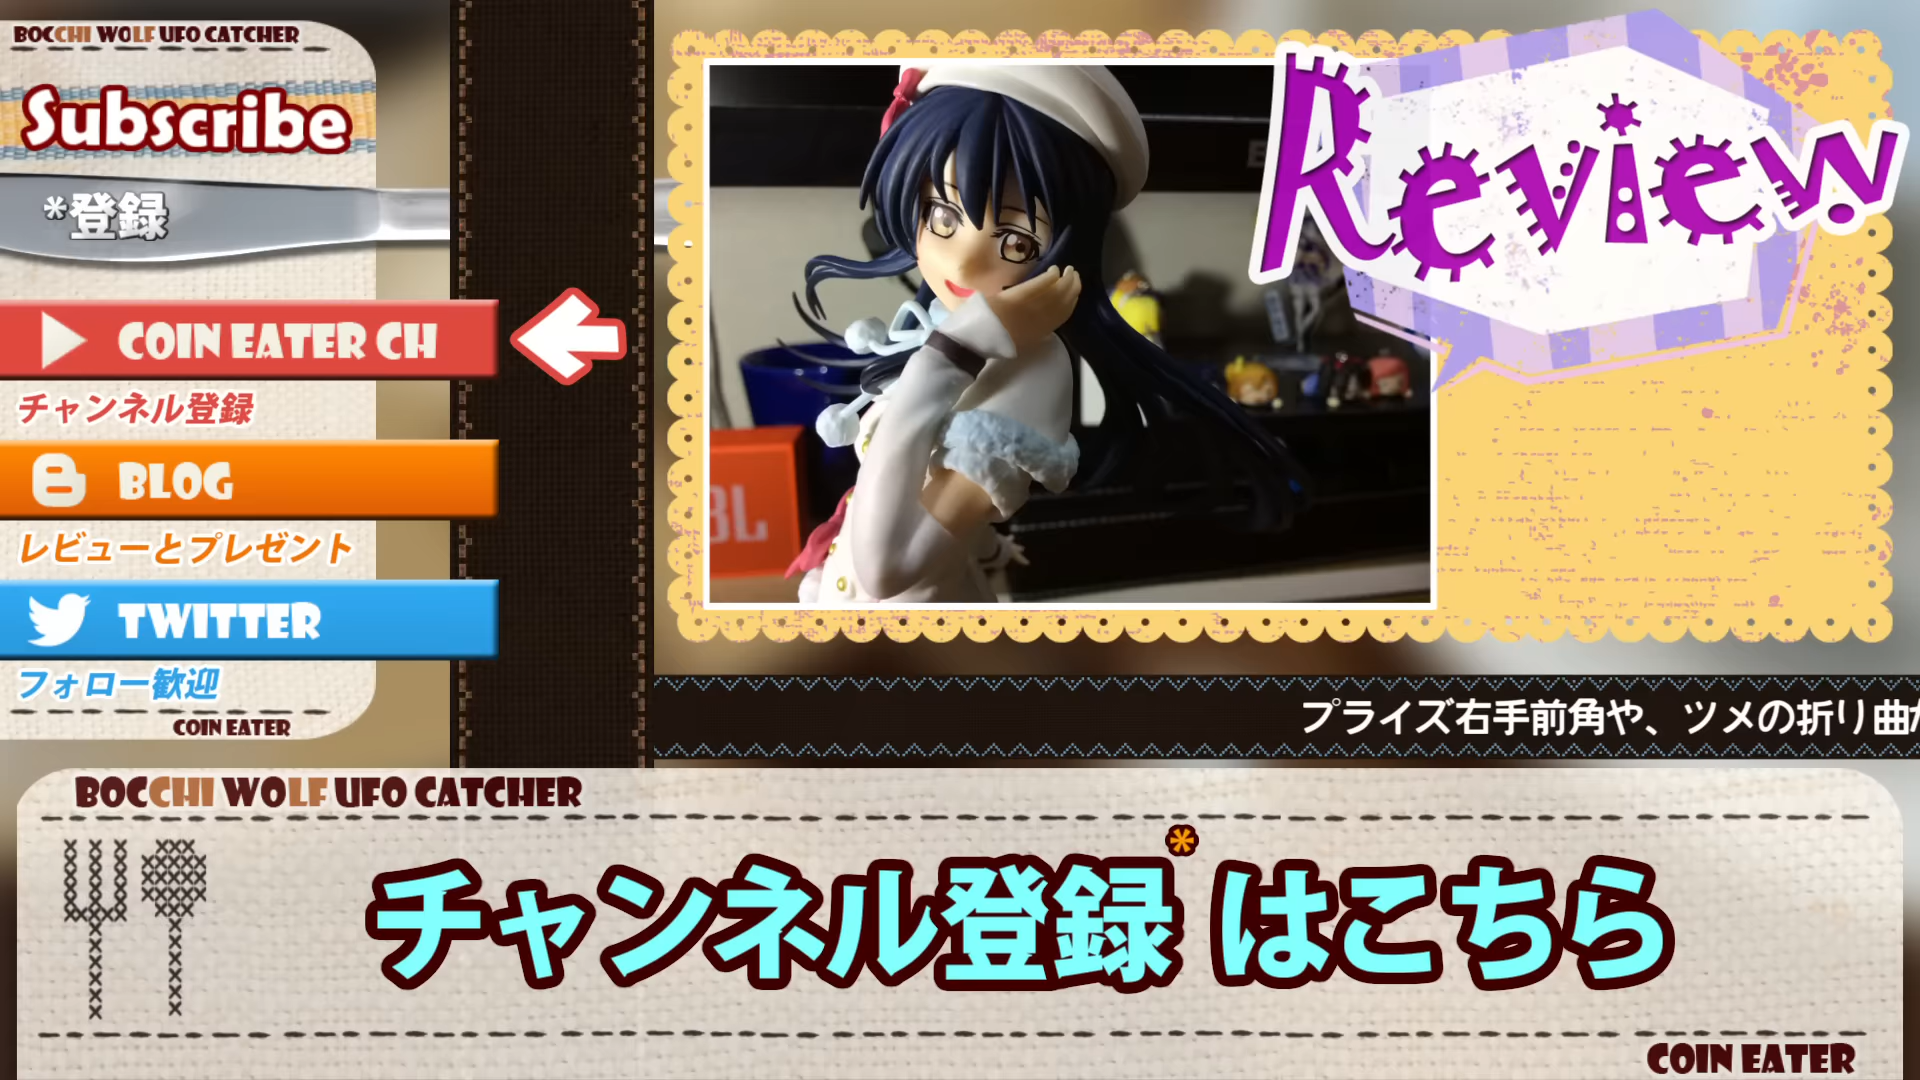 BOCCHI WOLF UFO CATCHER
Subscribe
*登録
COIN EATER CH
チャンネル登録
BLOG
レビューとプレゼント
TWITTER
フォロー歓迎
COIN EATER
Review
JBL
プライズ右手前角や、ツメの折り曲が
BOCCHI WOLF UFO CATCHER
チャンネル登録* はこちら
COIN EATER